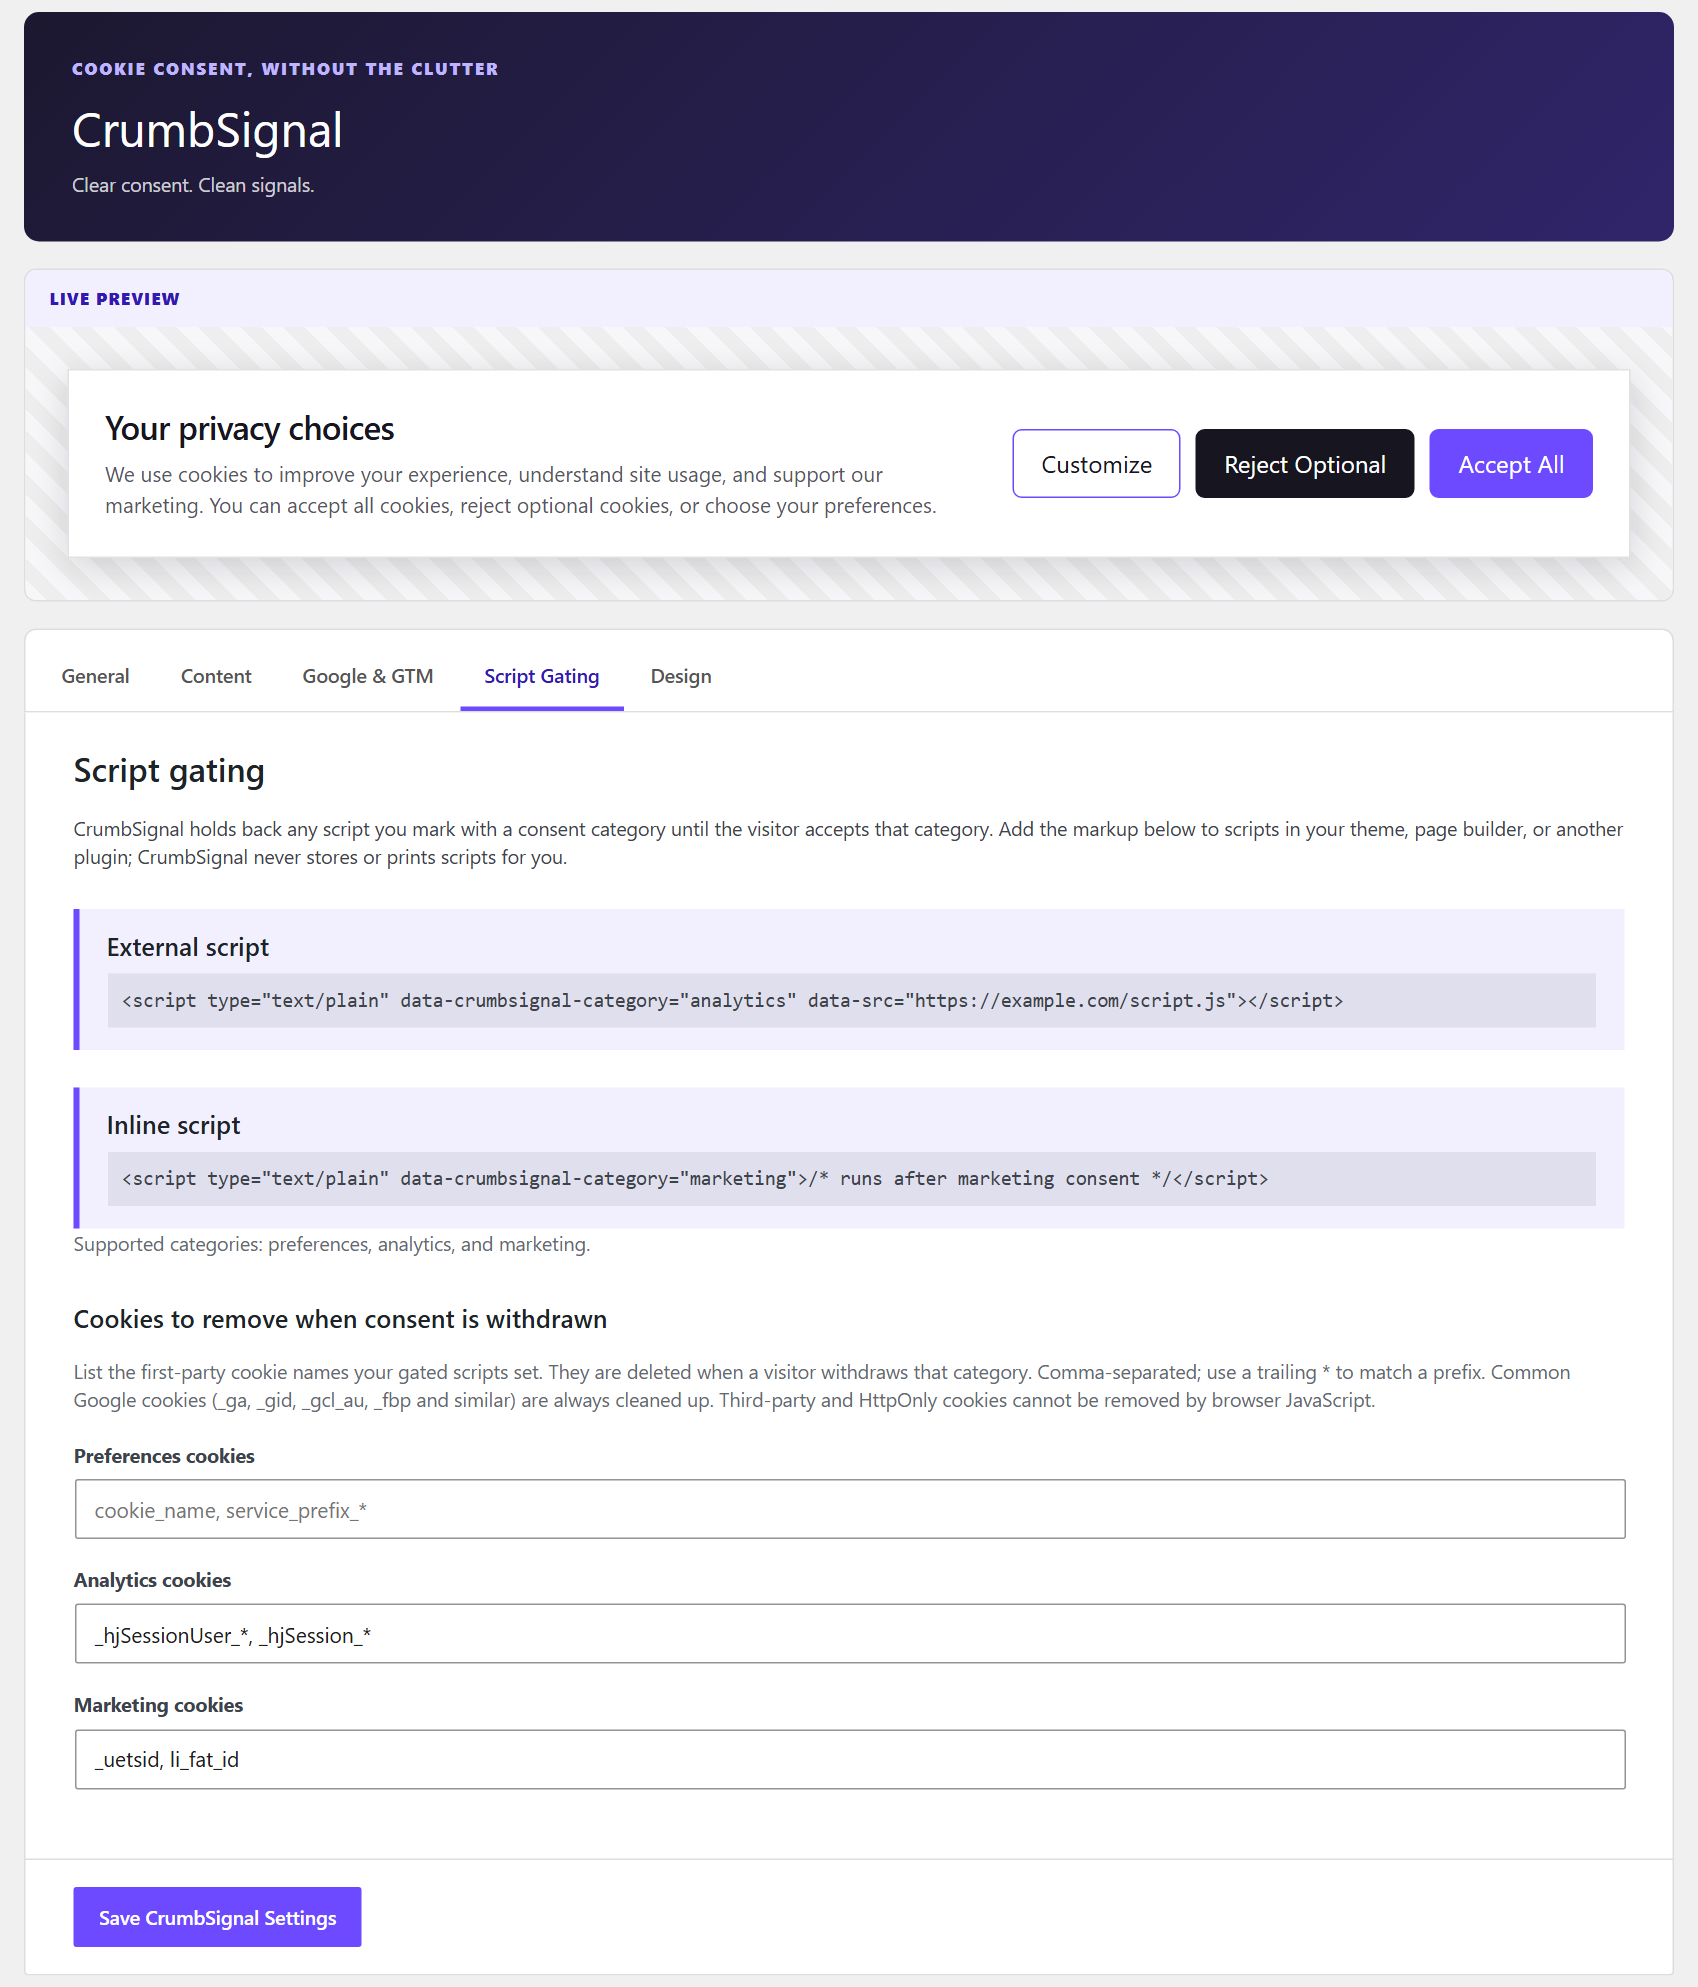 COOKIE CONSENT, WITHOUT THE CLUTTER
CrumbSignal
Clear consent. Clean signals.
LIVE PREVIEW
Your privacy choices
We use cookies to improve your experience, understand site usage, and support our
marketing. You can accept all cookies, reject optional cookies, or choose your preferences.
Customize
Reject Optional
Accept All
General
Content
Google & GTM
Script Gating
Design
Script gating
CrumbSignal holds back any script you mark with a consent category until the visitor accepts that category. Add the markup below to scripts in your theme, page builder, or another
plugin; CrumbSignal never stores or prints scripts for you.
External script
<script type="text/plain" data-crumbsignal-category="analytics" data-src="https://example.com/script.js"></script>
Inline script
<script type="text/plain" data-crumbsignal-category="marketing">/* runs after marketing consent */</script>
Supported categories: preferences, analytics, and marketing.
Cookies to remove when consent is withdrawn
List the first-party cookie names your gated scripts set. They are deleted when a visitor withdraws that category. Comma-separated; use a trailing * to match a prefix. Common
Google cookies (_ga, _gid, _gcl_au, _fbp and similar) are always cleaned up. Third-party and HttpOnly cookies cannot be removed by browser JavaScript.
Preferences cookies
cookie_name, service_prefix_*
Analytics cookies
_hjSessionUser_*, _hjSession_*
Marketing cookies
_uetsid, li_fat_id
Save CrumbSignal Settings